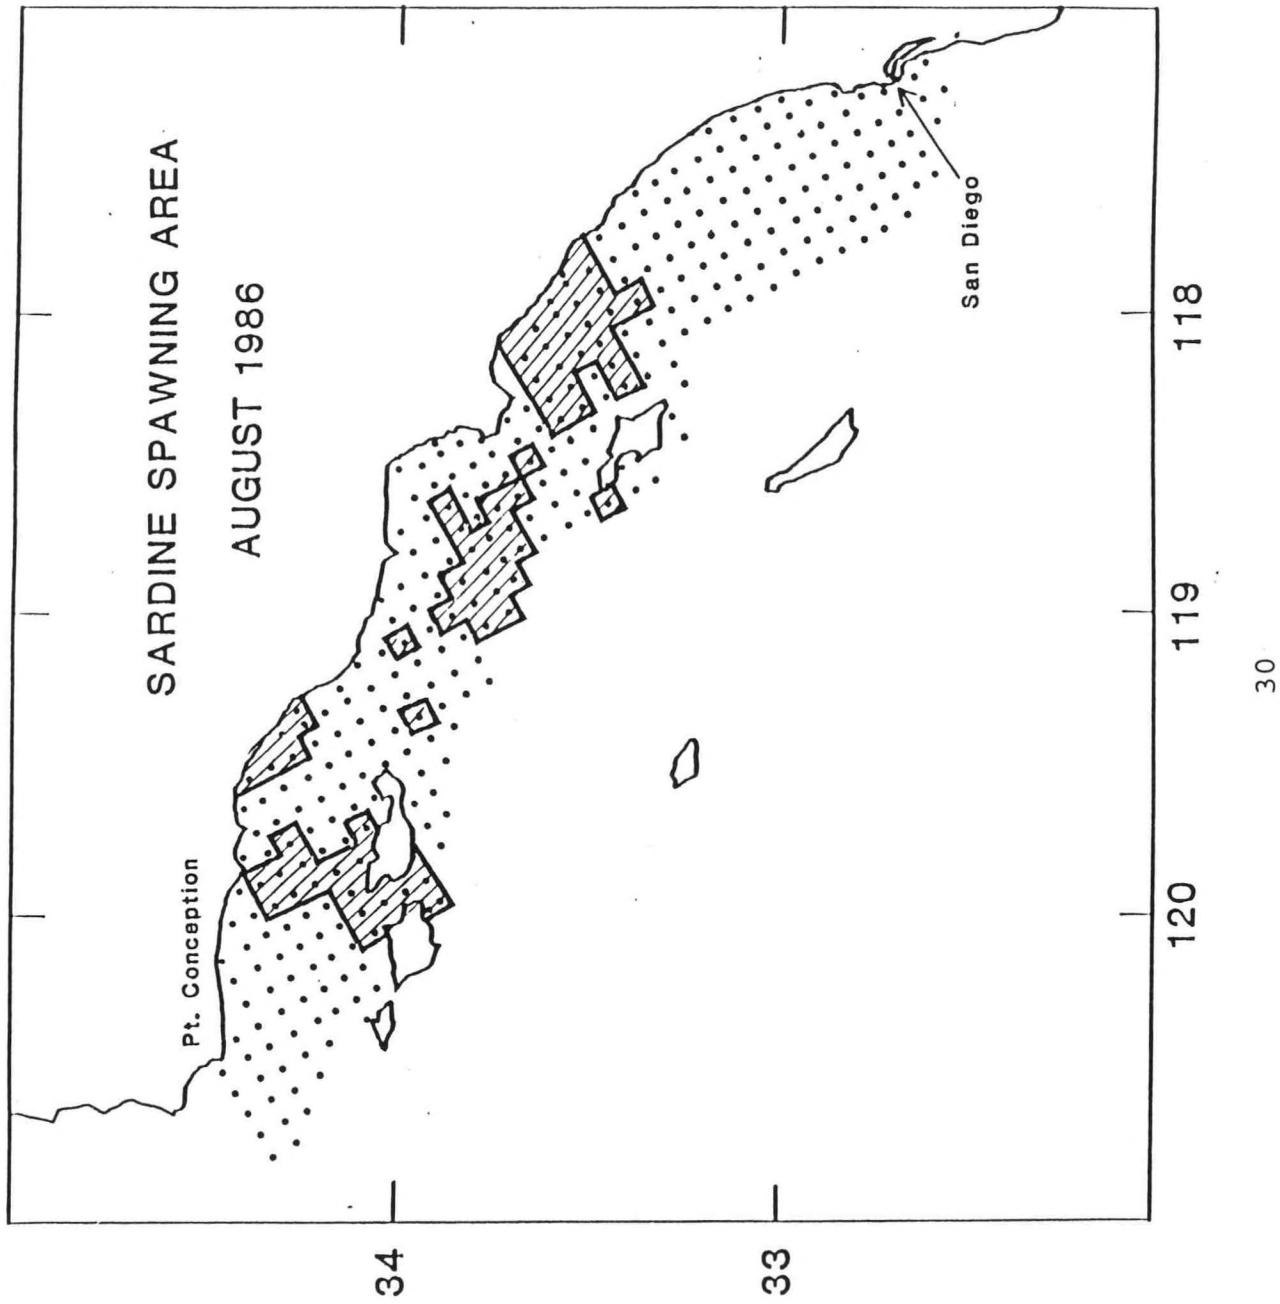 SARDINE SPAWNING AREA
AUGUST 1986
Pt. Conception
San Diego
34
33
120
119
118
30